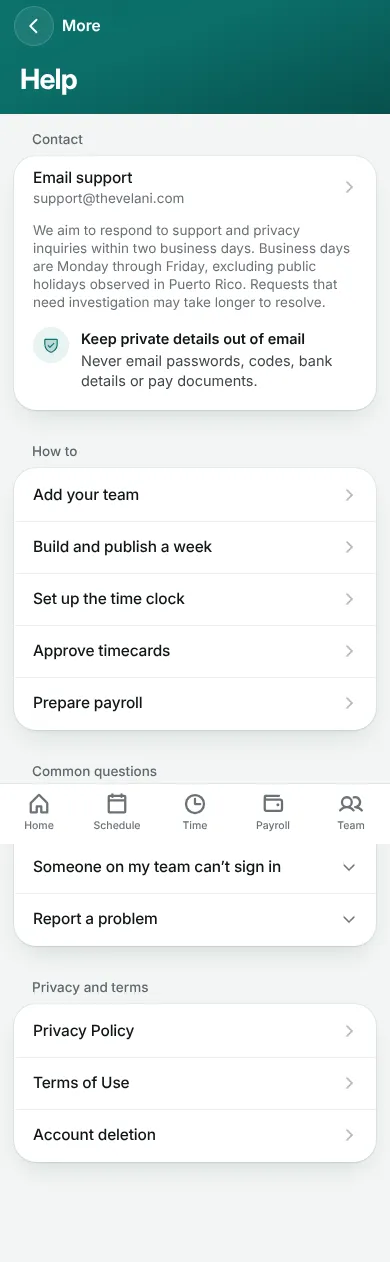 More
Help
Contact
Email support
support@thevelani.com
We aim to respond to support and privacy
inquiries within two business days. Business days
are Monday through Friday, excluding public
holidays observed in Puerto Rico. Requests that
need investigation may take longer to resolve.
Keep private details out of email
Never email passwords, codes, bank
details or pay documents.
How to
Add your team
Build and publish a week
Set up the time clock
Approve timecards
Prepare payroll
Common questions
Home Schedule Time Payroll Team
Someone on my team can’t sign in
Report a problem
Privacy and terms
Privacy Policy
Terms of Use
Account deletion